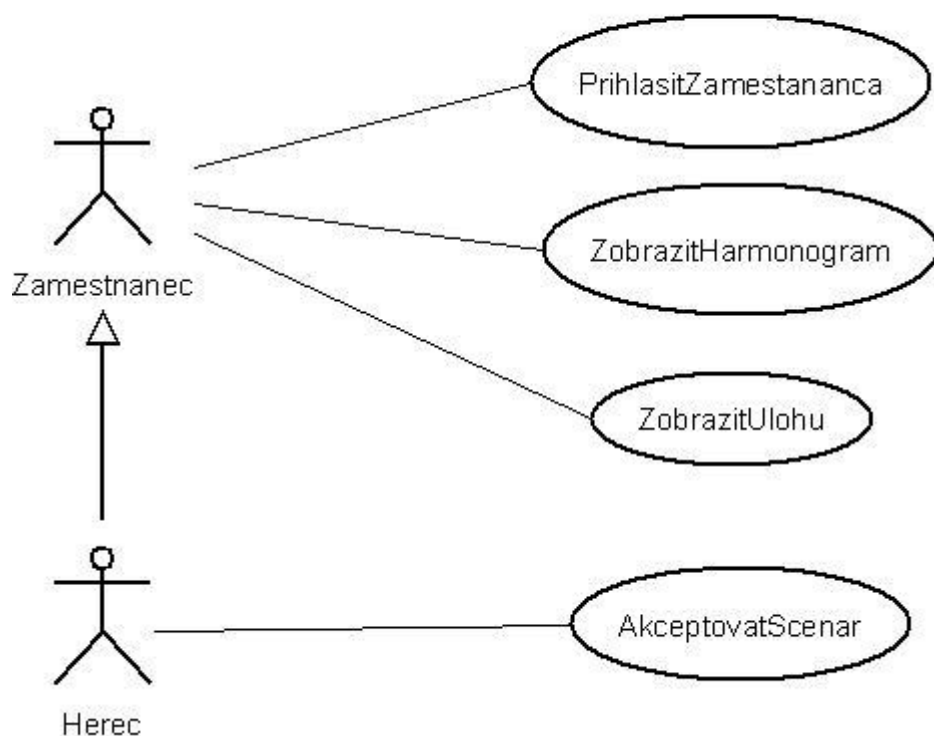 PrihlasitZamestananca
ZobrazitHarmonogram
Zamestnanec
ZobrazitUlohu
AkceptovatScenar
Herec